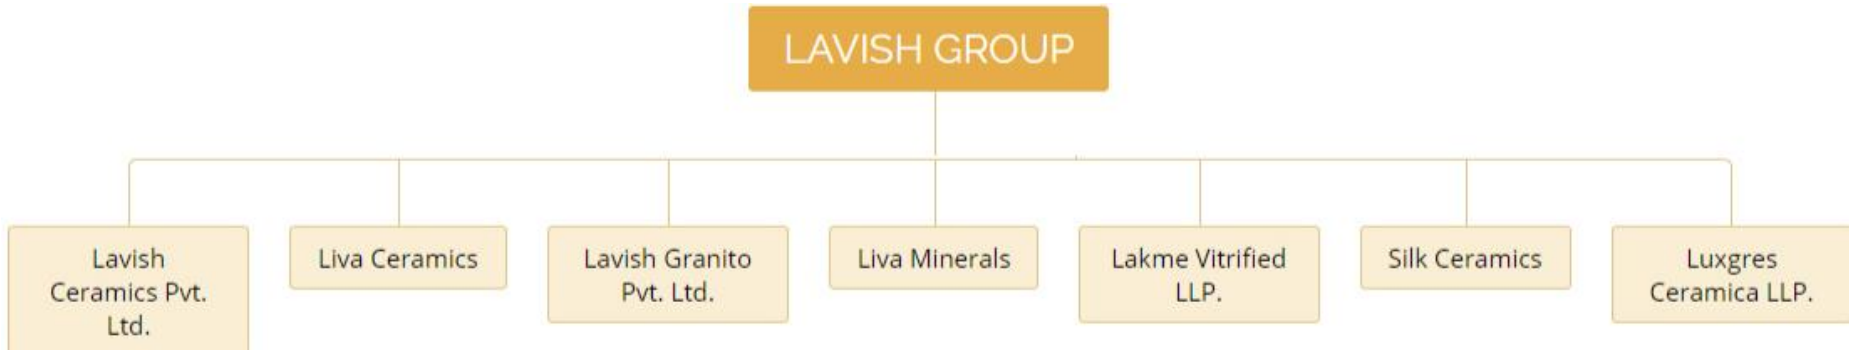 LAVISH GROUP
Lavish
Ceramics Pvt.
Ltd.
Liva Ceramics
Lavish Granito
Pvt. Ltd.
Liva Minerals
Lakme Vitrified
LLP.
Silk Ceramics
Luxgres
Ceramica LLP.